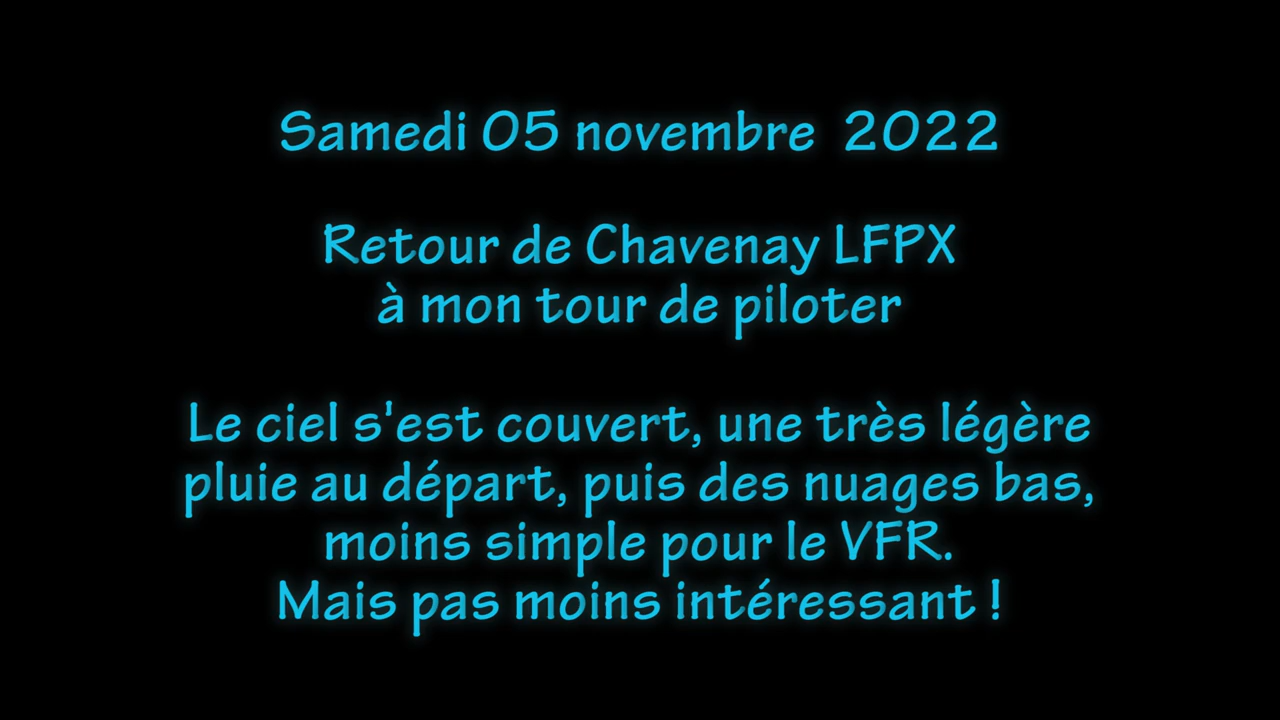 Samedi 05 novembre  2022
Retour de Chavenay LFPX
à mon tour de piloter
Le ciel s'est couvert, une très légère
pluie au départ, puis des nuages bas,
moins simple pour le VFR.
Mais pas moins intéressant !